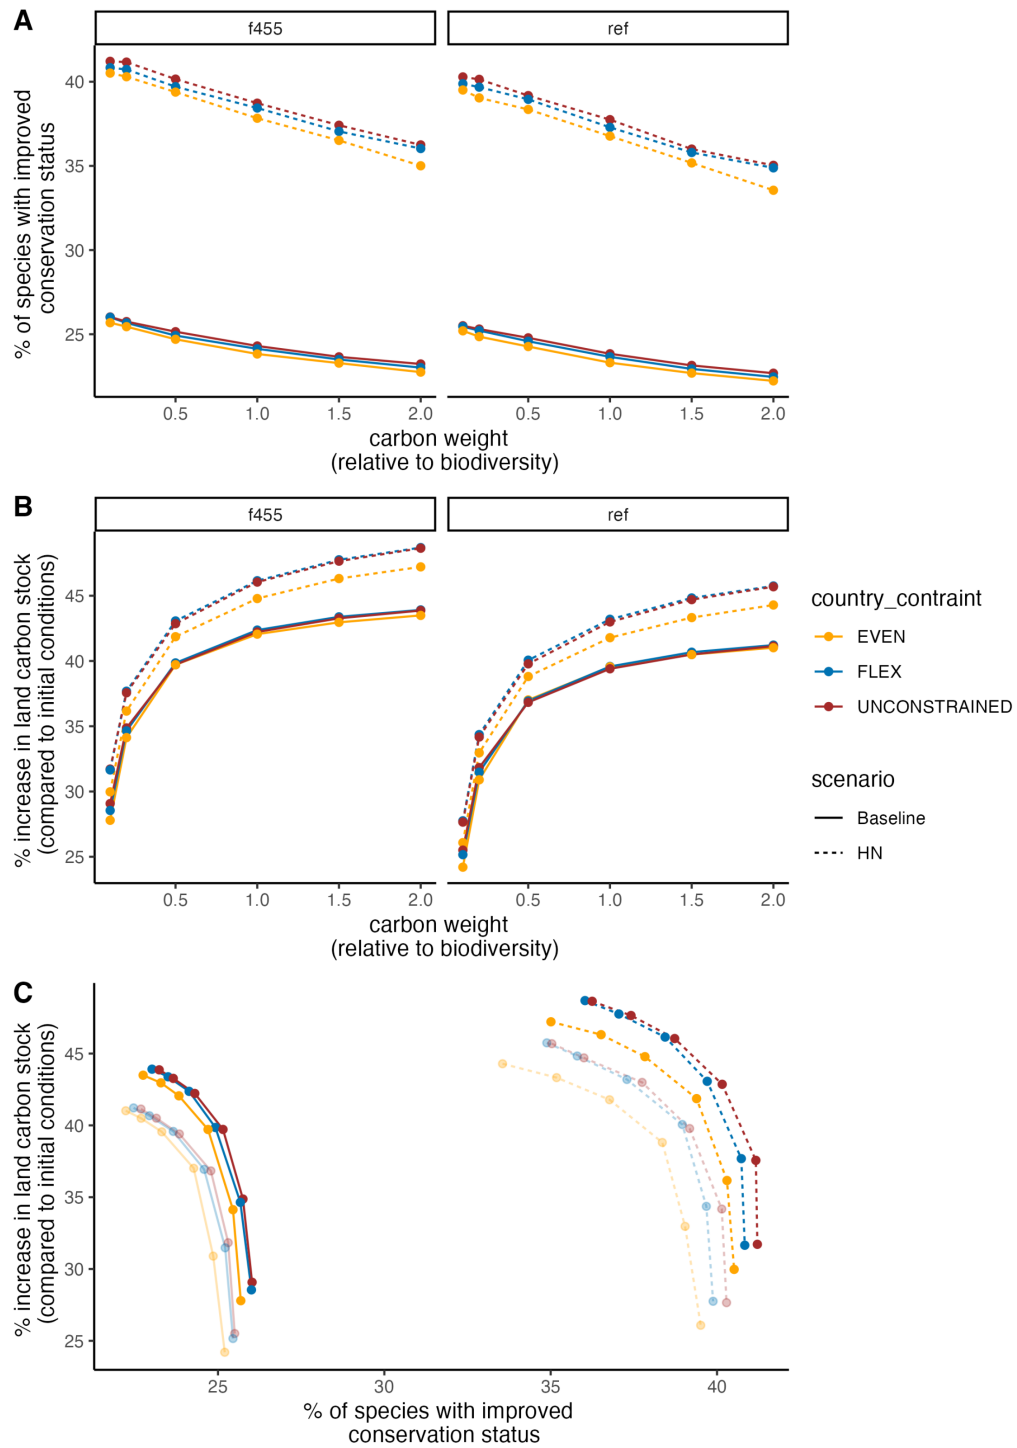 A
f455
ref
% of species with improved
conservation status
40
35
30
25
0.5
1.0
1.5
2.0
0.5
1.0
1.5
2.0
carbon weight
(relative to biodiversity)
B
f455
ref
% increase in land carbon stock
(compared to initial conditions)
45
40
35
30
25
0.5
1.0
1.5
2.0
0.5
1.0
1.5
2.0
carbon weight
(relative to biodiversity)
country_contraint
EVEN
FLEX
UNCONSTRAINED
scenario
Baseline
HN
C
% increase in land carbon stock
(compared to initial conditions)
45
40
35
30
25
25
30
35
40
% of species with improved
conservation status